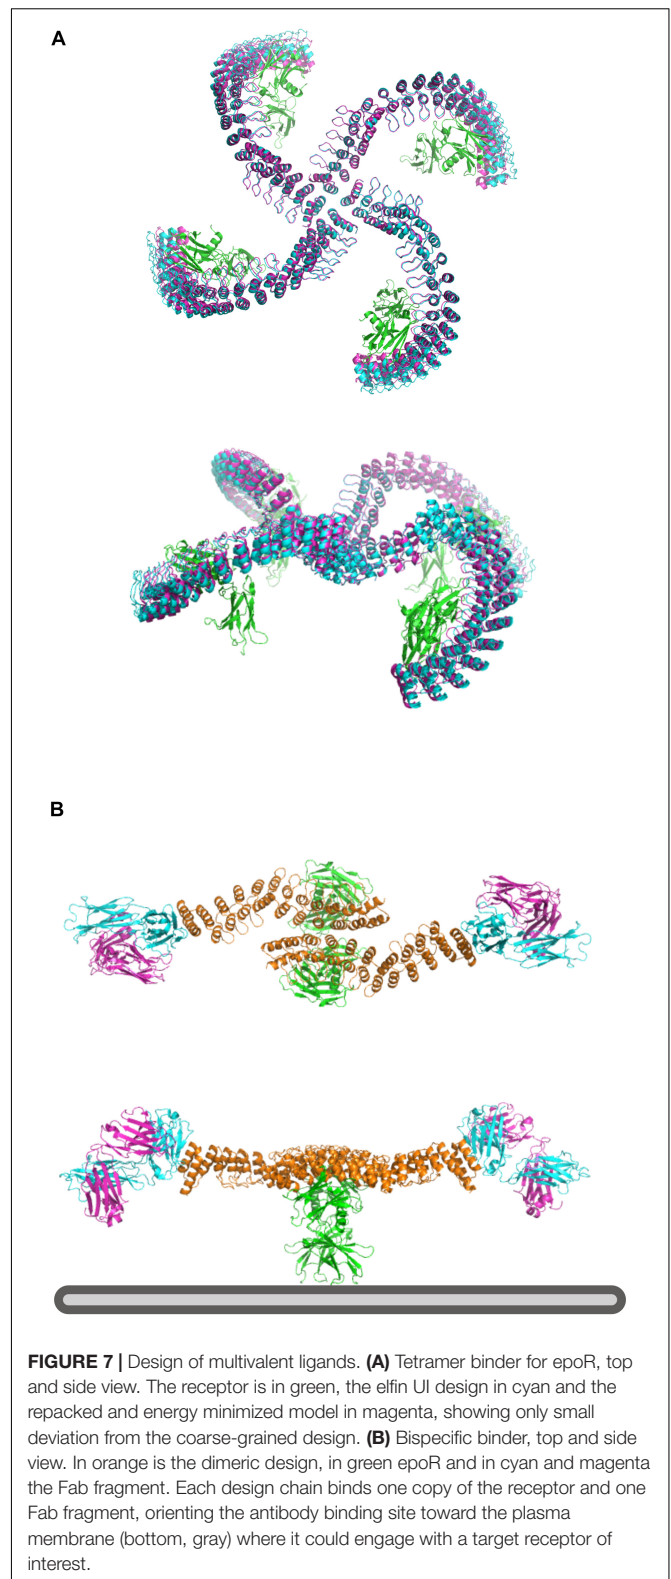 A
B
FIGURE 7 | Design of multivalent ligands. (A) Tetramer binder for epoR, top
and side view. The receptor is in green, the elfin UI design in cyan and the
repacked and energy minimized model in magenta, showing only small
deviation from the coarse-grained design. (B) Bispecific binder, top and side
view. In orange is the dimeric design, in green epoR and in cyan and magenta
the Fab fragment. Each design chain binds one copy of the receptor and one
Fab fragment, orienting the antibody binding site toward the plasma
membrane (bottom, gray) where it could engage with a target receptor of
interest.